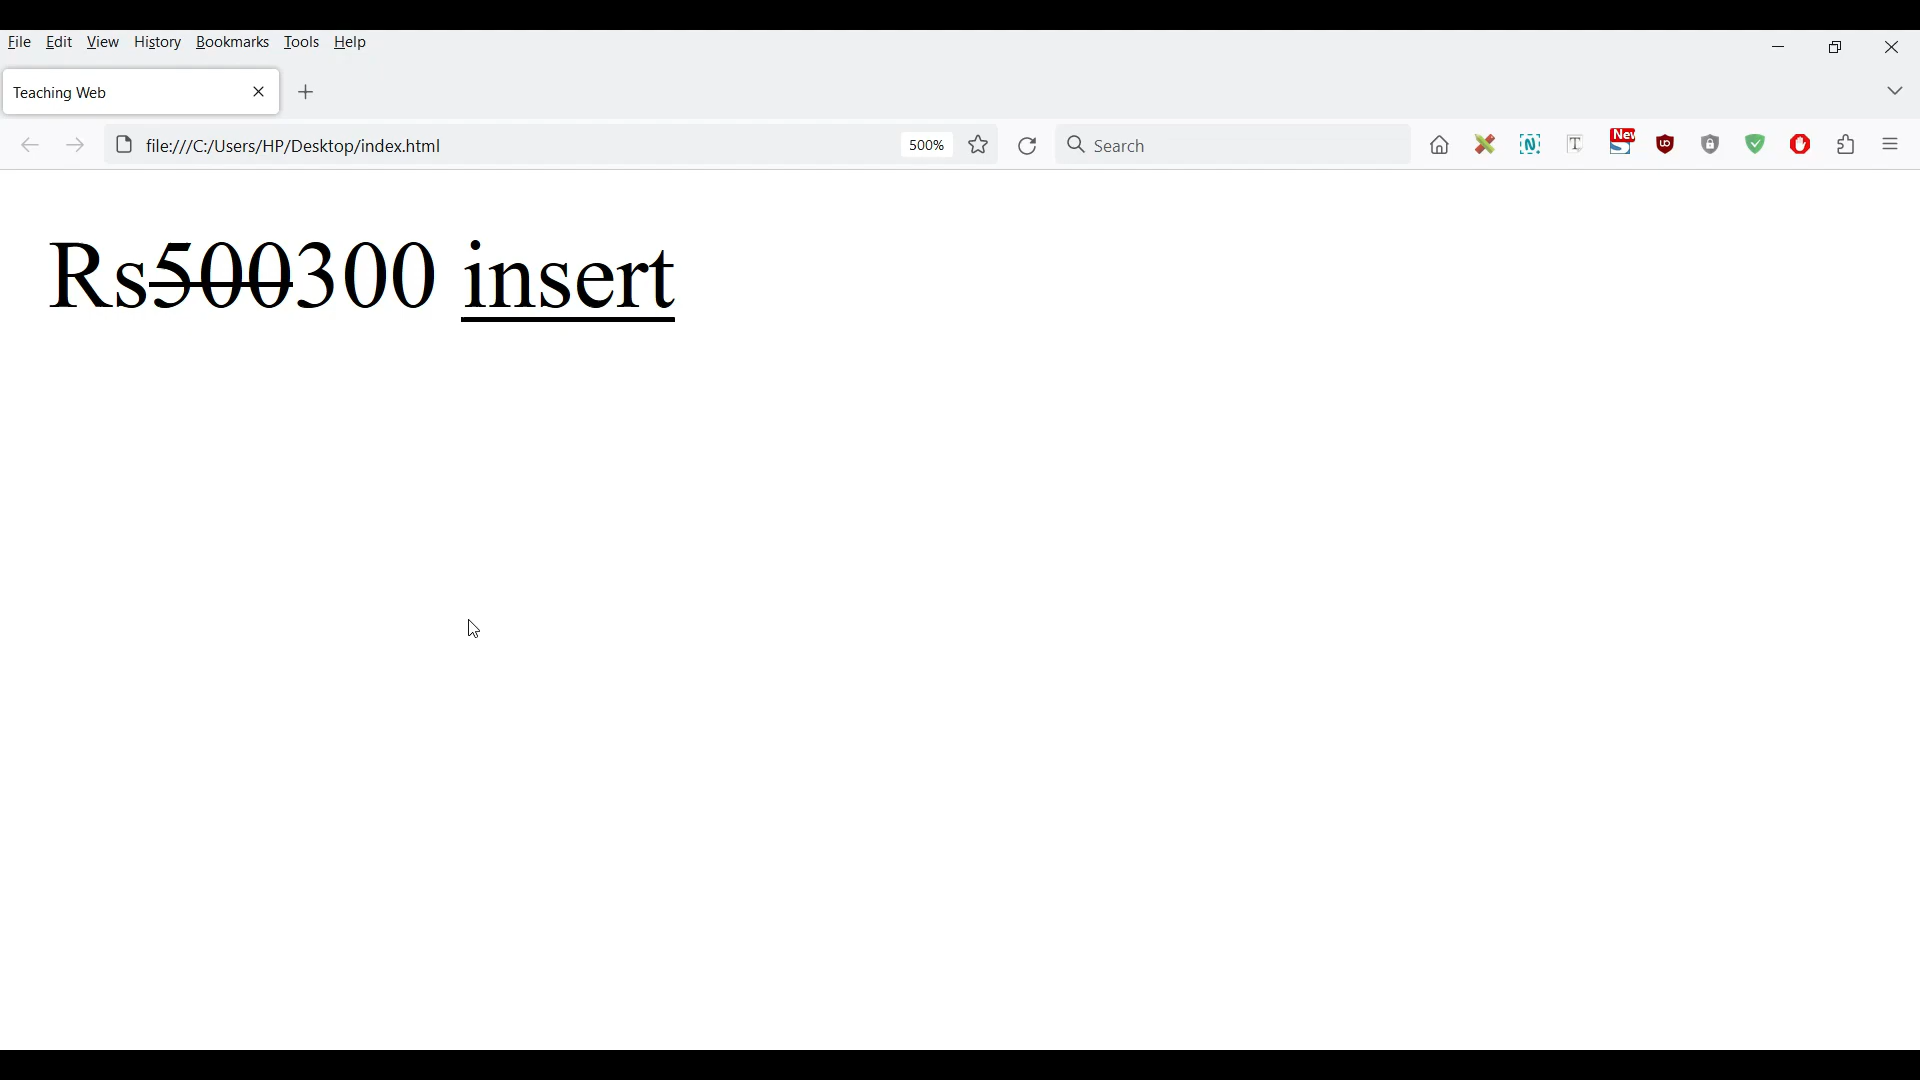 File Edit View History Bookmarks Tools Help
Teaching Web
file:///C:/Users/HP/Desktop/index.html 500% Search New
Rs500300 insert